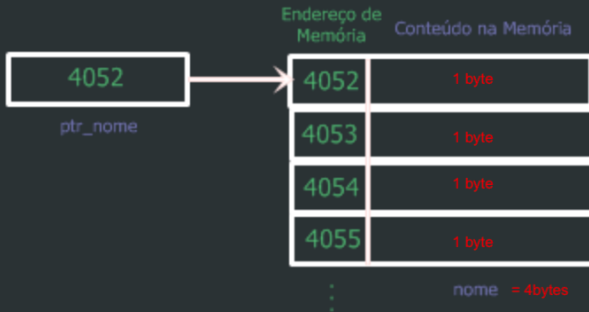 Endereço de
Memória
Conteúdo na Memória
4052
ptr_nome
4052 1 byte
4053 1 byte
4054 1 byte
4055 1 byte
nome = 4bytes